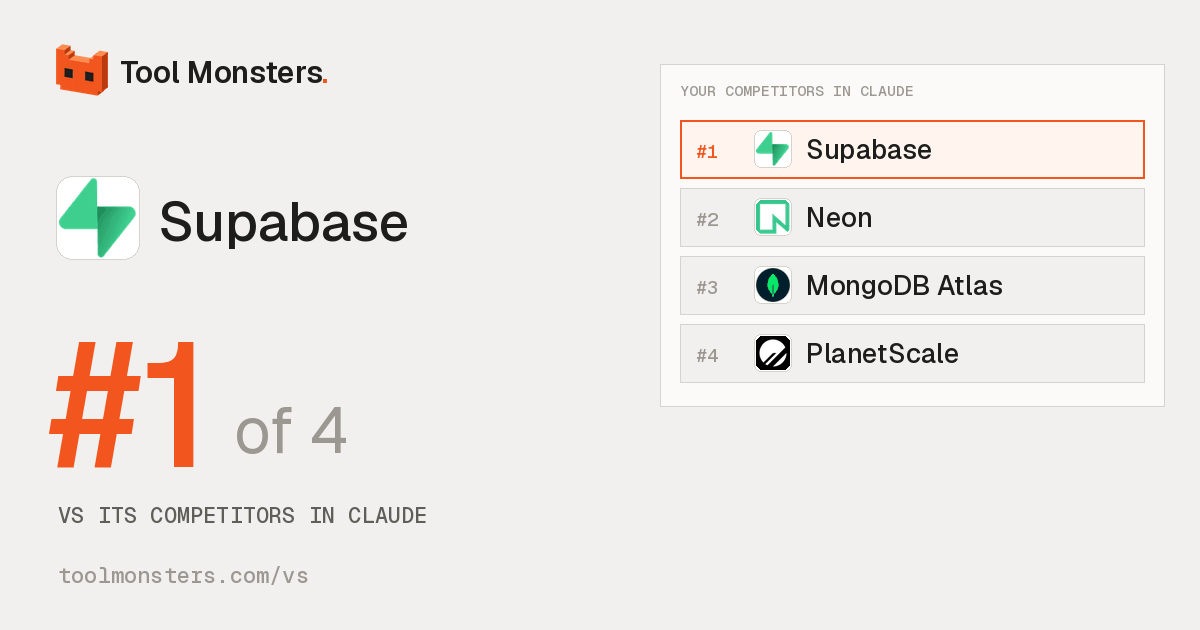 Tool Monsters.
Supabase
#1 of 4
VS ITS COMPETITORS IN CLAUDE
toolmonsters.com/vs
YOUR COMPETITORS IN CLAUDE
#1 Supabase
#2 Neon
#3 MongoDB Atlas
#4 PlanetScale